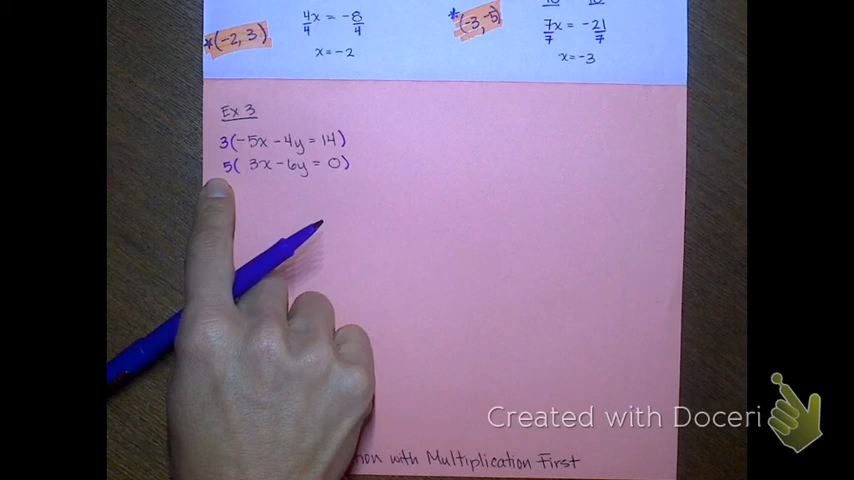 *(-2, 3)
4x = -8
4 4
x = -2
*(-3, -5)
7x = -21
7 7
x = -3
Ex 3
3(-5x - 4y = 14)
5( 3x - 6y = 0)
with Multiplication First
Created with Doceri